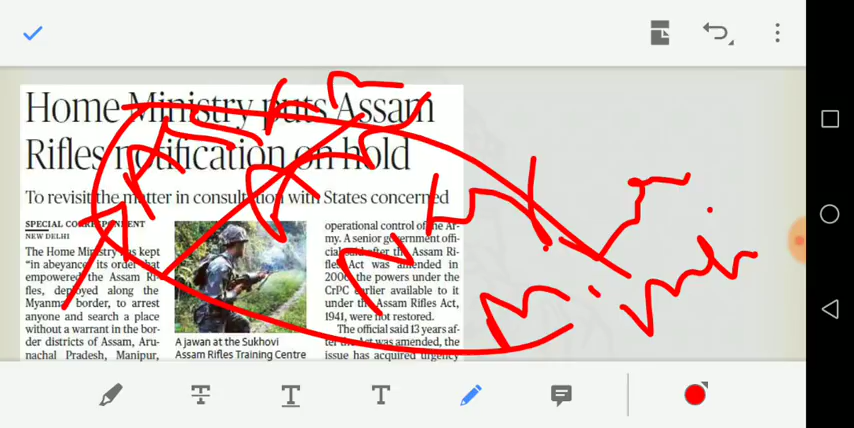 Home Ministry puts Assam
Rifles notification on hold
To revisit the matter in consultation with States concerned
SPECIAL CORRESPONDENT
NEW DELHI
The Home Ministry has kept
“in abeyance” its order that
empowered the Assam Ri-
fles, deployed along the
Myanmar border, to arrest
anyone and search a place
without a warrant in the bor-
der districts of Assam, Aru-
nachal Pradesh, Manipur,
A jawan at the Sukhovi
Assam Rifles Training Centre
operational control of the Ar-
my. A senior government offi-
cial said after the Assam Ri-
fles Act was amended in
2006, the powers under the
CrPC earlier available to it
under the Assam Rifles Act,
1941, were not restored.
The official said 13 years af-
ter the Act was amended, the
issue has acquired urgency
T T T